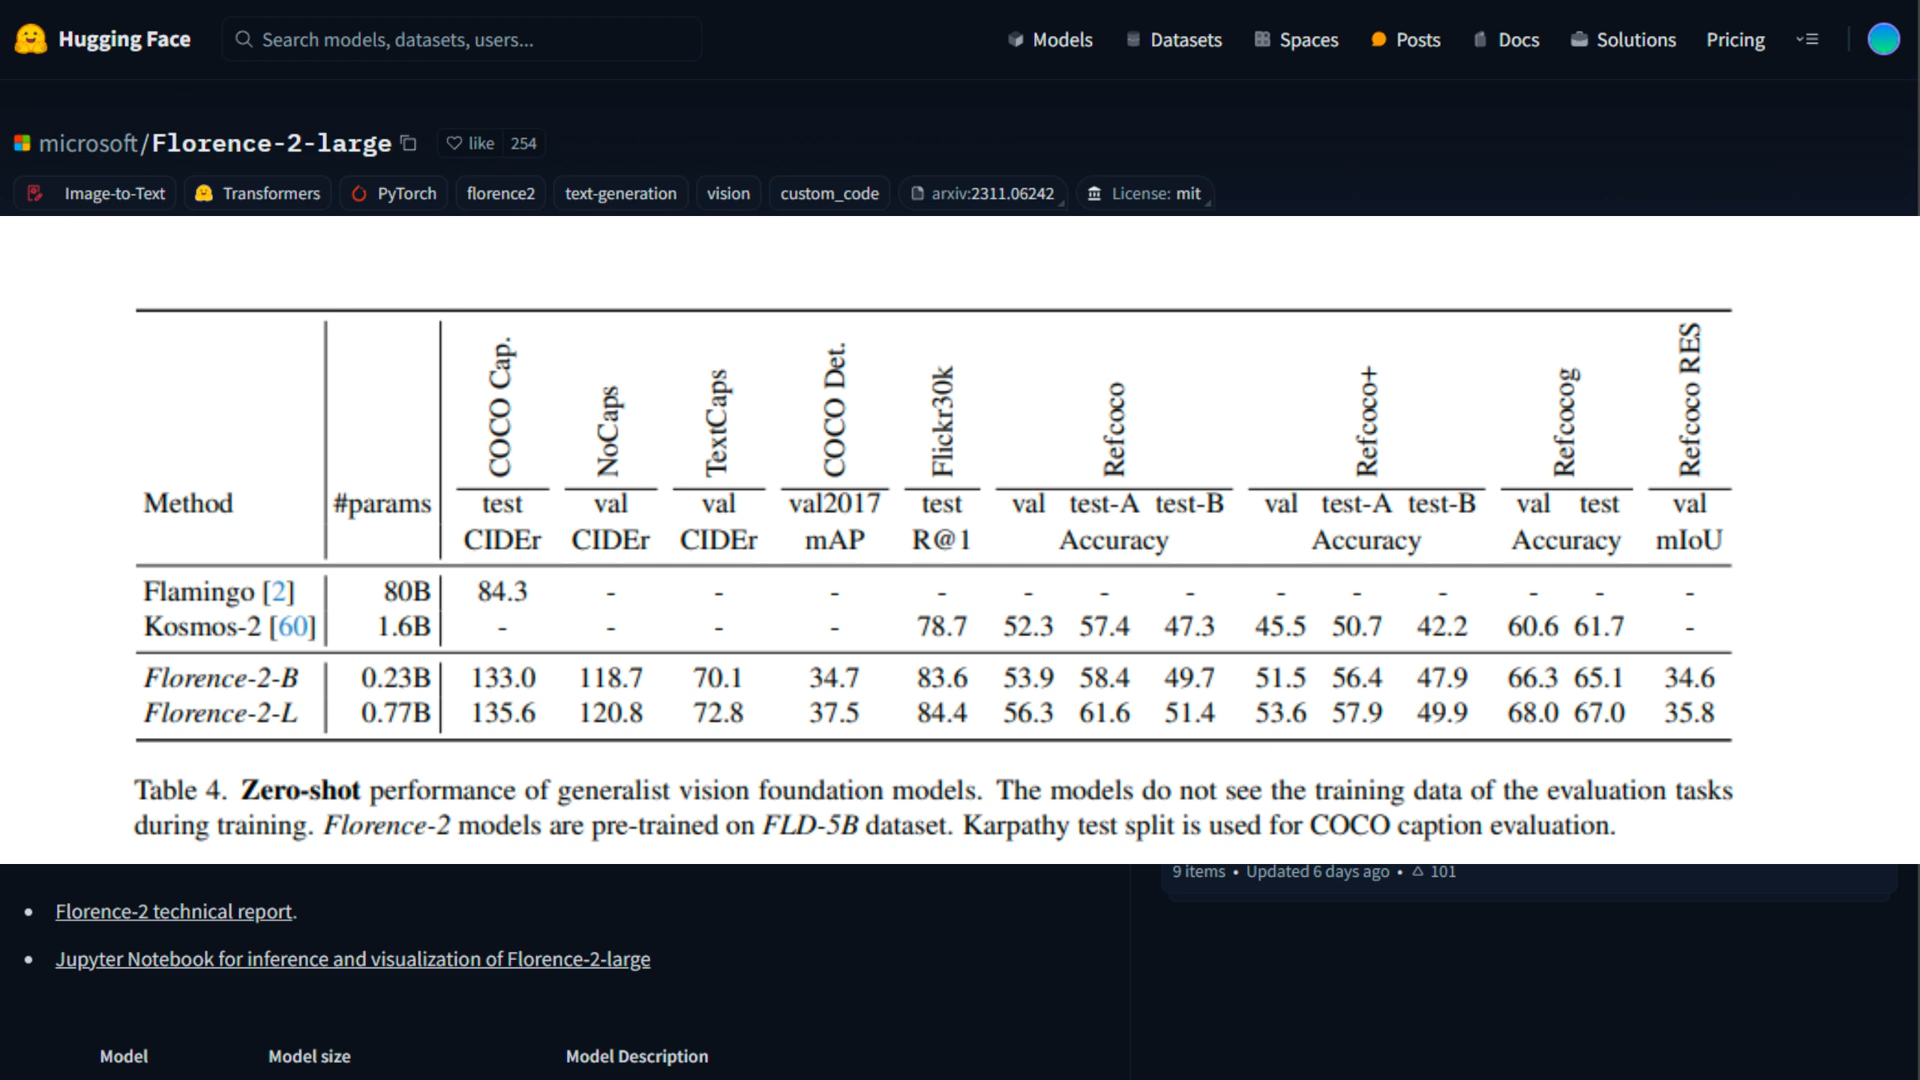 Hugging Face
Search models, datasets, users...
Models
Datasets
Spaces
Posts
Docs
Solutions
Pricing
microsoft/Florence-2-large
like 254
Image-to-Text Transformers PyTorch florence2 text-generation vision custom_code arxiv:2311.06242 License: mit
COCO Cap. NoCaps TextCaps COCO Det. Flickr30k Refcoco Refcoco+ Refcocog Refcoco RES
Method #params test val val val2017 test val test-A test-B val test-A test-B val test val
CIDEr CIDEr CIDEr mAP R@1 Accuracy Accuracy Accuracy mIoU
Flamingo [2] 80B 84.3 - - - - - - - - - - - - -
Kosmos-2 [60] 1.6B - - - - 78.7 52.3 57.4 47.3 45.5 50.7 42.2 60.6 61.7 -
Florence-2-B 0.23B 133.0 118.7 70.1 34.7 83.6 53.9 58.4 49.7 51.5 56.4 47.9 66.3 65.1 34.6
Florence-2-L 0.77B 135.6 120.8 72.8 37.5 84.4 56.3 61.6 51.4 53.6 57.9 49.9 68.0 67.0 35.8
Table 4. Zero-shot performance of generalist vision foundation models. The models do not see the training data of the evaluation tasks
during training. Florence-2 models are pre-trained on FLD-5B dataset. Karpathy test split is used for COCO caption evaluation.
9 items • Updated 6 days ago • 101
• Florence-2 technical report.
• Jupyter Notebook for inference and visualization of Florence-2-large
Model Model size Model Description